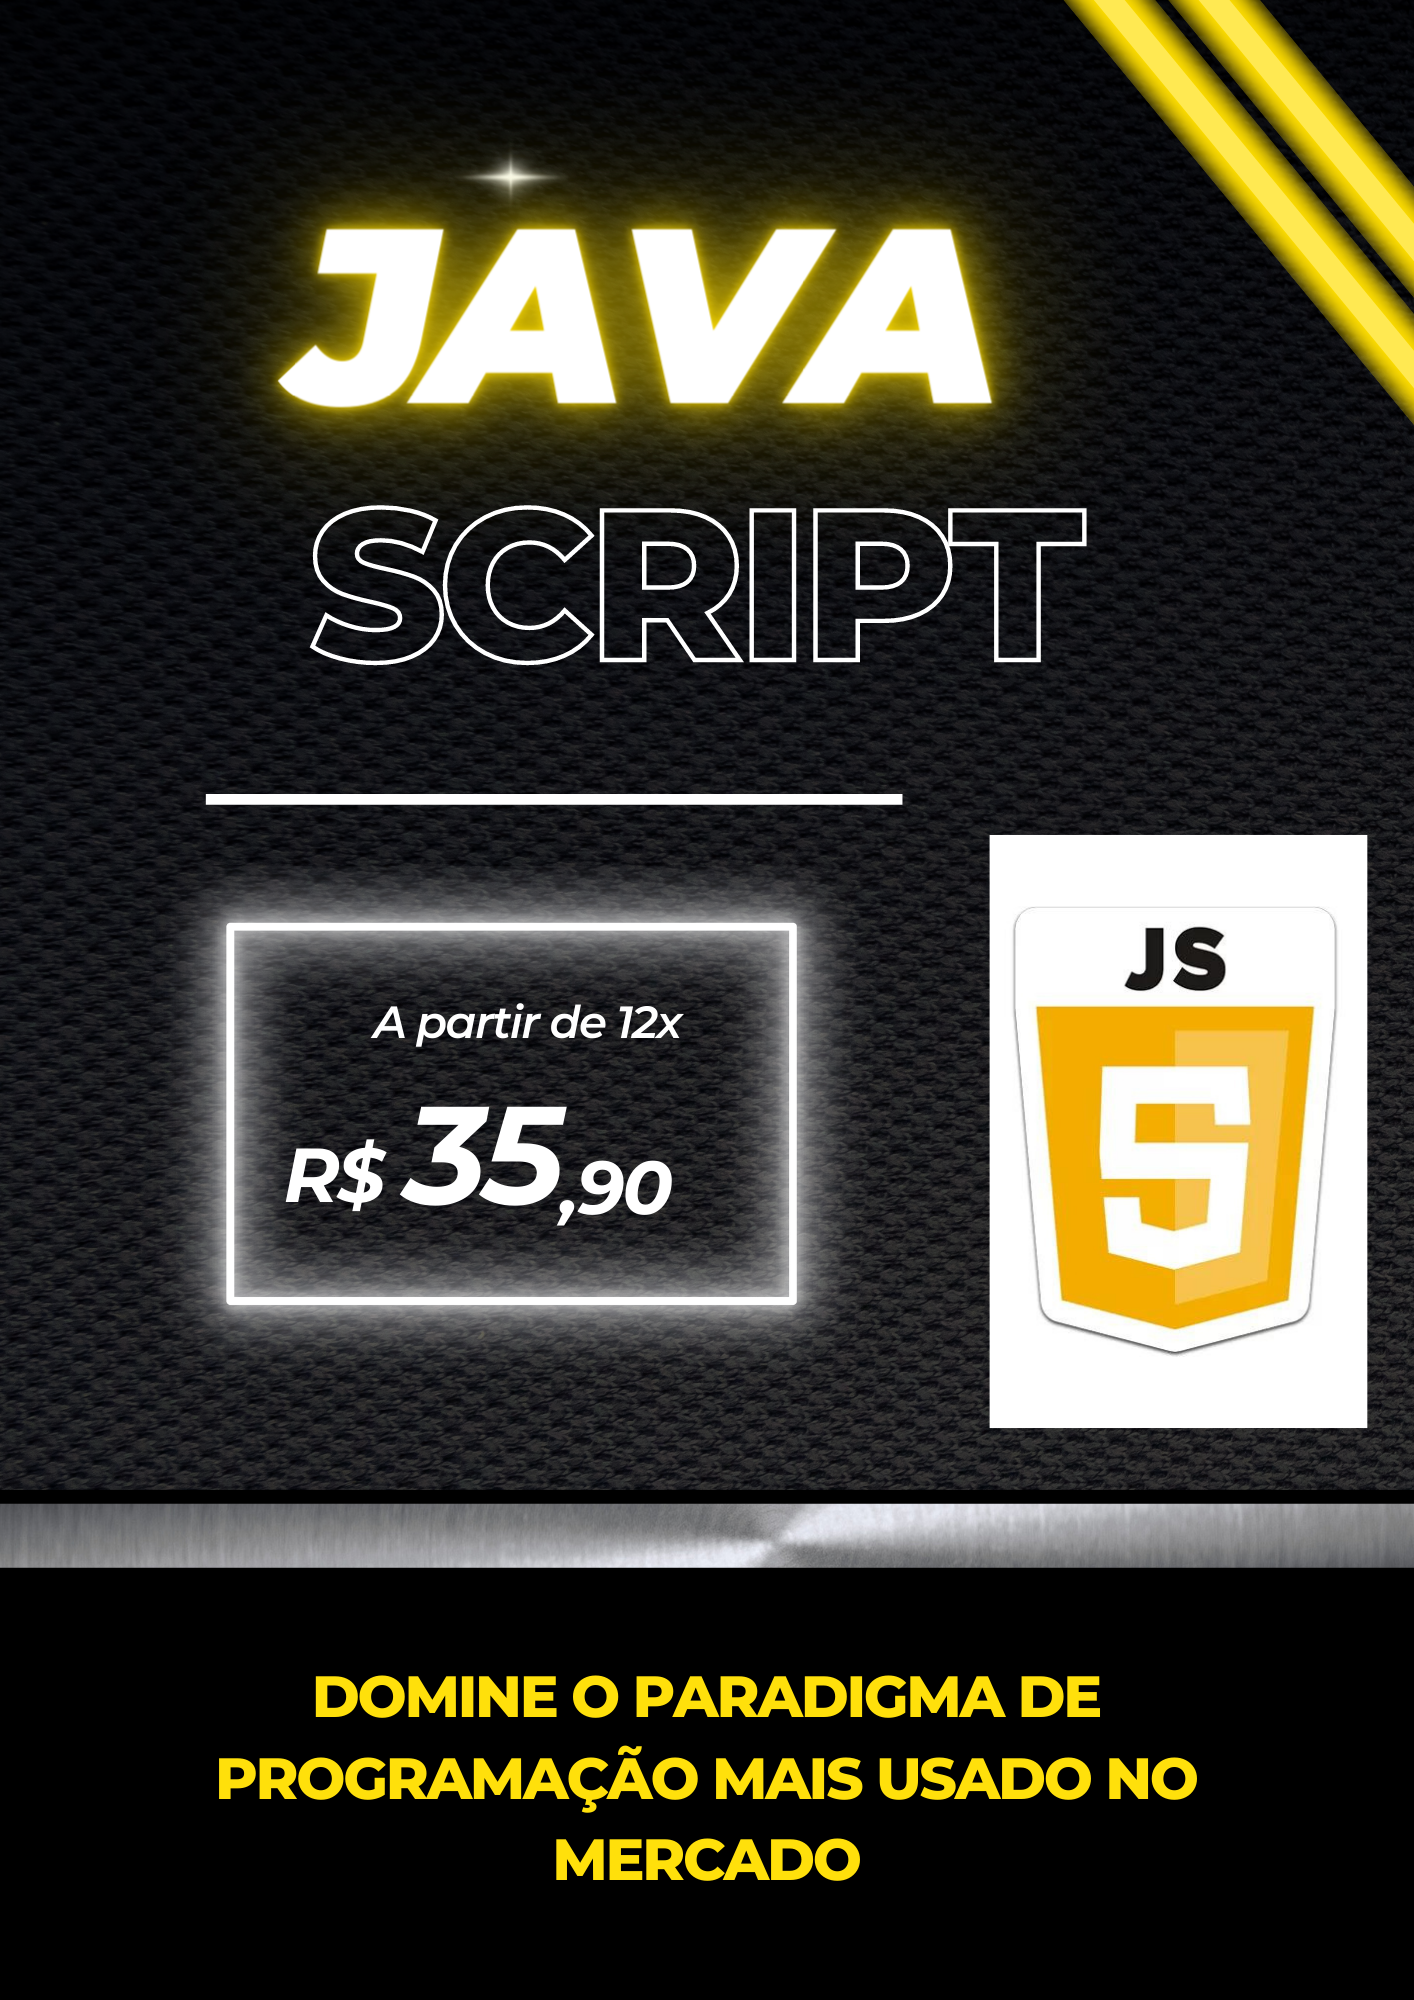 JAVA
SCRIPT
A partir de 12x
R$ 35,90
JS
5
DOMINE O PARADIGMA DE
PROGRAMAÇÃO MAIS USADO NO
MERCADO